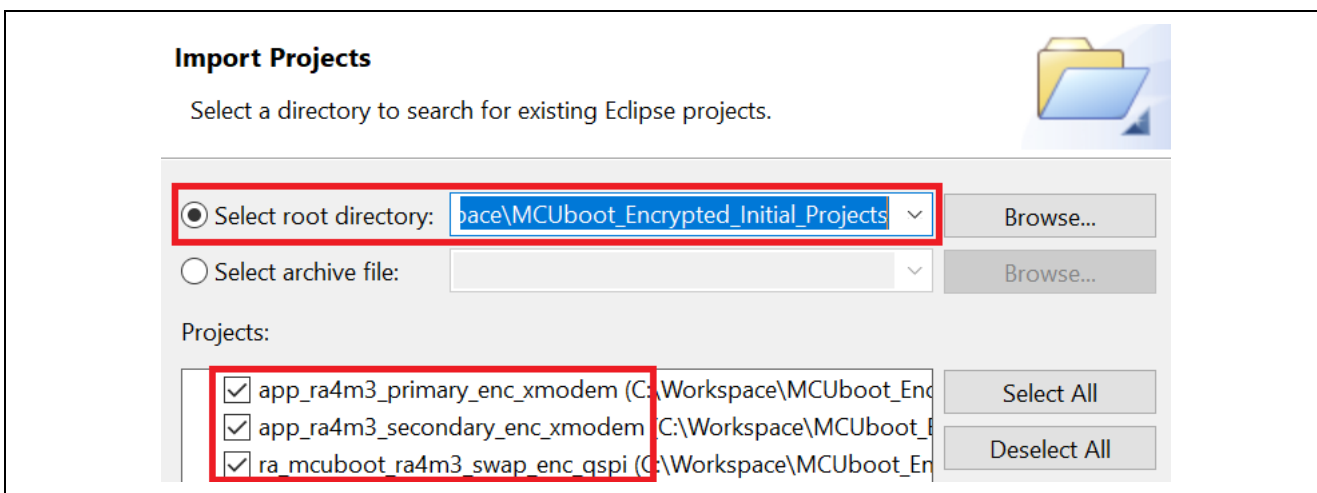 Import Projects
Select a directory to search for existing Eclipse projects.
Select root directory: pace\MCUboot_Encrypted_Initial_Projects Browse...
Select archive file: Browse...
Projects:
app_ra4m3_primary_enc_xmodem (C:\Workspace\MCUboot_Enc Select All
app_ra4m3_secondary_enc_xmodem (C:\Workspace\MCUboot_E
ra_mcuboot_ra4m3_swap_enc_qspi (C:\Workspace\MCUboot_En Deselect All